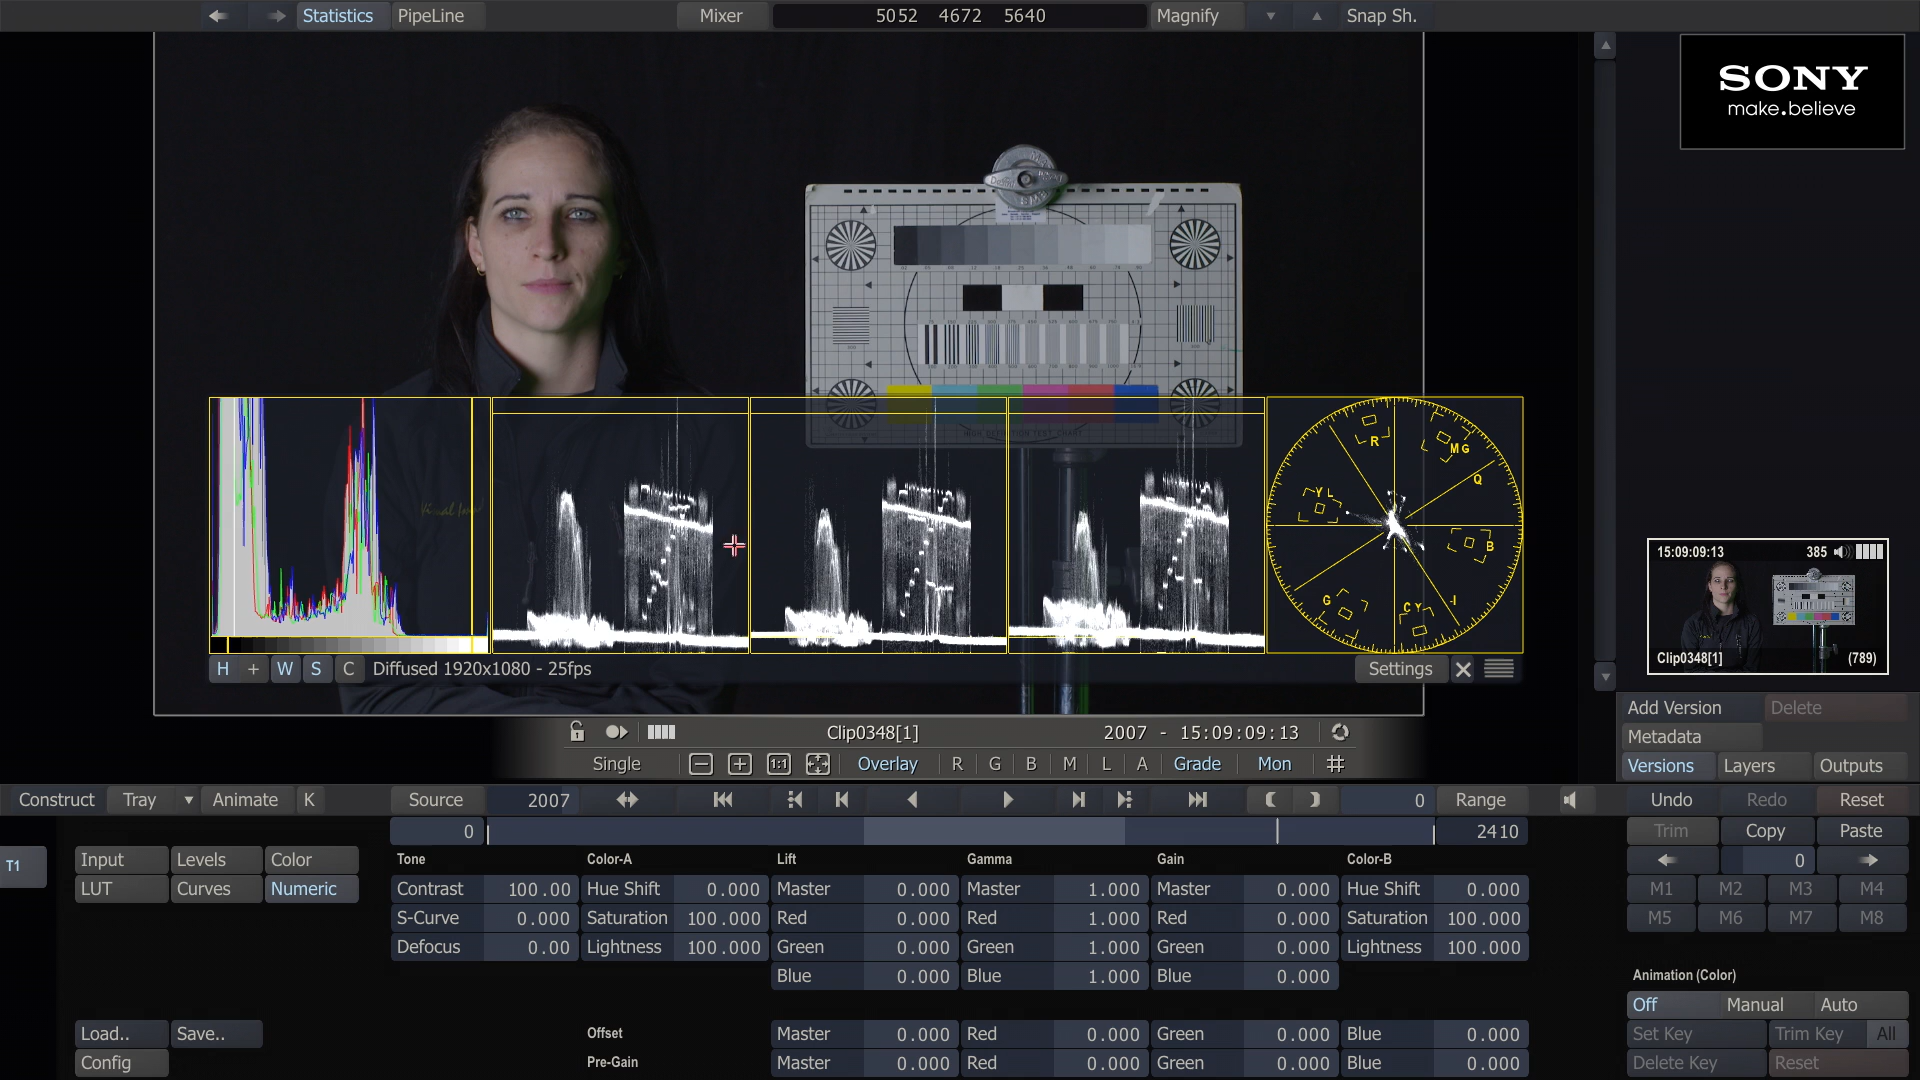 Statistics PipeLine Mixer 5052 4672 5640 Magnify Snap Sh.
SONY
make.believe
HIGH DEFINITION TEST CHART
R MG Q YL B G CY -I
H + W S C Diffused 1920x1080 - 25fps Settings
15:09:09:13 385
Clip0348[1] (789)
Clip0348[1] 2007 - 15:09:09:13
Single 1:1 Overlay R G B M L A Grade Mon
Add Version Delete
Metadata
Versions Layers Outputs
Construct Tray Animate K Source 2007 0 Range Undo Redo Reset
0 2410 Trim Copy Paste
T1
0
Input Levels Color
LUT Curves Numeric
Tone Color-A Lift Gamma Gain Color-B
Contrast 100.00 Hue Shift 0.000 Master 0.000 Master 1.000 Master 0.000 Hue Shift 0.000
S-Curve 0.000 Saturation 100.000 Red 0.000 Red 1.000 Red 0.000 Saturation 100.000
Defocus 0.00 Lightness 100.000 Green 0.000 Green 1.000 Green 0.000 Lightness 100.000
Blue 0.000 Blue 1.000 Blue 0.000
M1 M2 M3 M4
M5 M6 M7 M8
Animation (Color)
Off Manual Auto
Load.. Save.. Offset Master 0.000 Red 0.000 Green 0.000 Blue 0.000 Set Key Trim Key All
Config Pre-Gain Master 0.000 Red 0.000 Green 0.000 Blue 0.000 Delete Key Reset